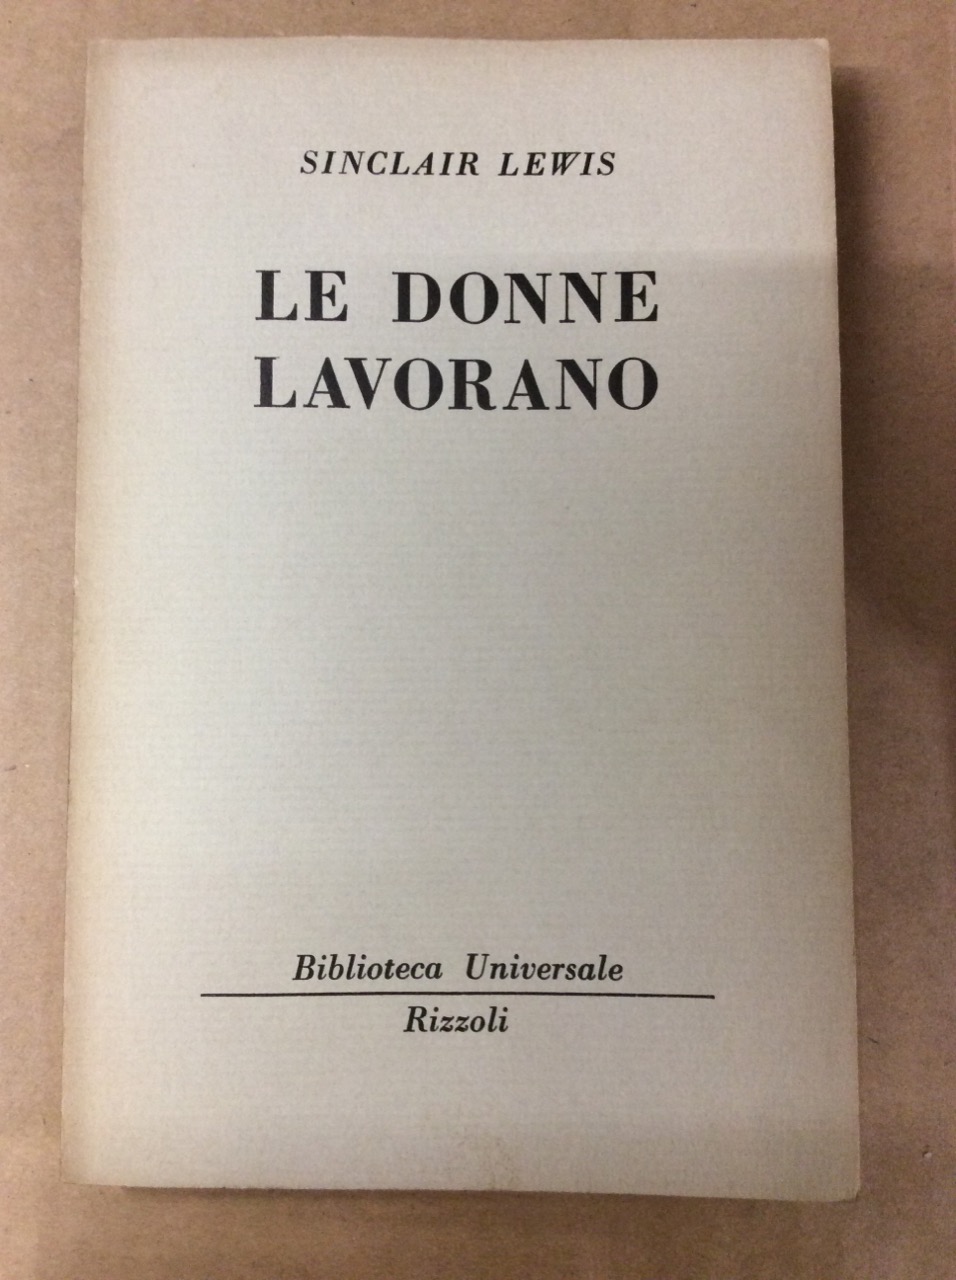 SINCLAIR LEWIS
LE DONNE
LAVORANO
Biblioteca Universale
Rizzoli